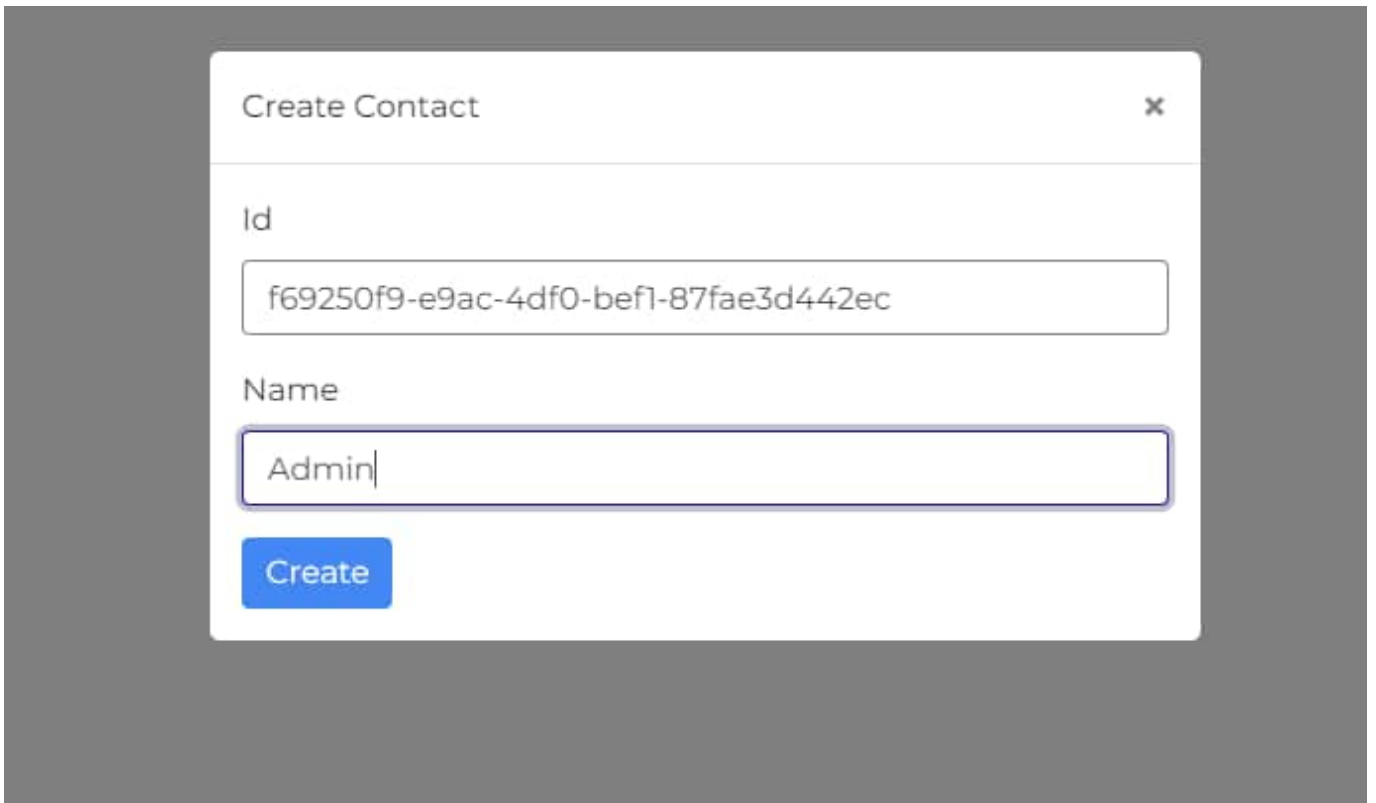 Create Contact ×
Id
f69250f9-e9ac-4df0-bef1-87fae3d442ec
Name
Admin
Create